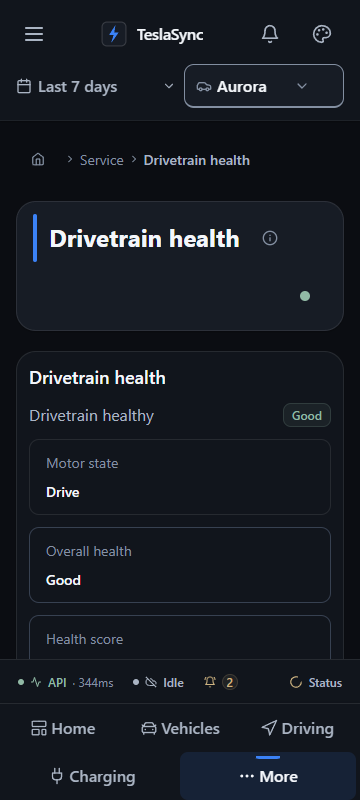 TeslaSync
Last 7 days
Aurora
Service
Drivetrain health
Drivetrain health
Drivetrain health
Drivetrain healthy
Good
Motor state
Drive
Overall health
Good
Health score
API · 344ms
Idle
2
Status
Home
Vehicles
Driving
Charging
More